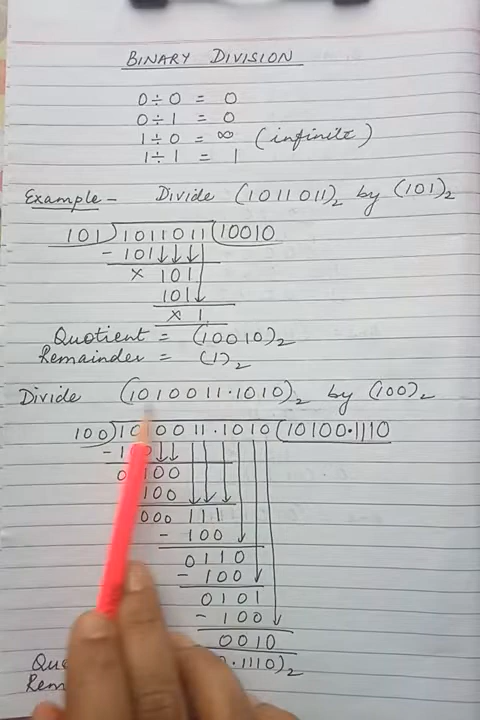 BINARY DIVISION
0 ÷ 0 = 0
0 ÷ 1 = 0
1 ÷ 0 = ∞ (infinite)
1 ÷ 1 = 1
Example - Divide (1011011)₂ by (101)₂
101)1011011(10010
- 101
× 101
101
× 1
Quotient = (10010)₂
Remainder = (1)₂
Divide (1010011.1010)₂ by (100)₂
100)1010011.1010(10100.1110
-100
0100
100
000111
- 100
0110
- 100
0101
- 100
0010
.1110)₂